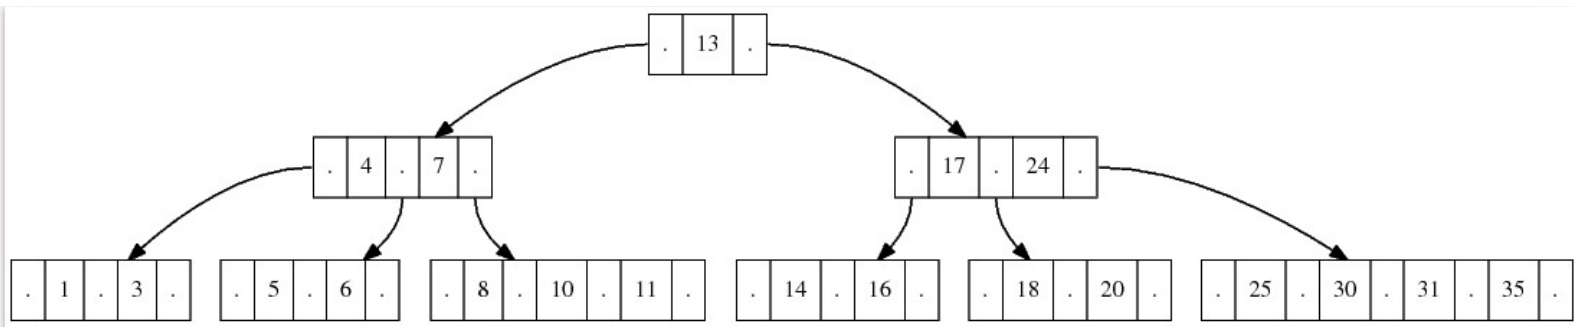 . 13 .
. 4 . 7 . . 17 . 24 .
. 1 . 3 . . 5 . 6 . . 8 . 10 . 11 . . 14 . 16 . . 18 . 20 . . 25 . 30 . 31 . 35 .